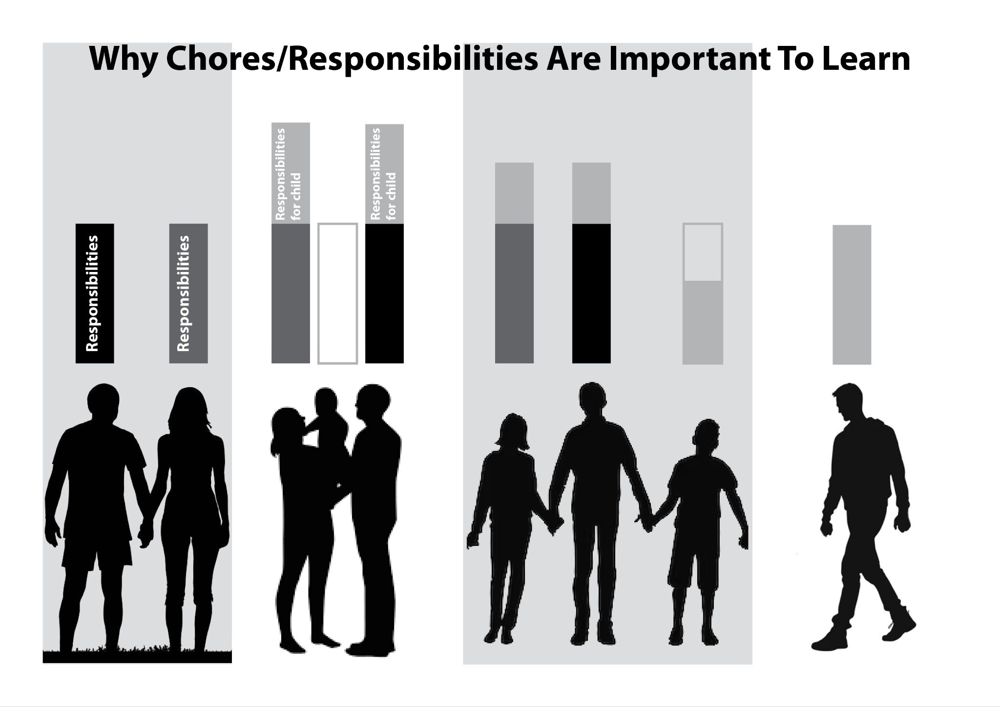 Why Chores/Responsibilities Are Important To Learn
Responsibilities
Responsibilities
Responsibilities
for child
Responsibilities
for child